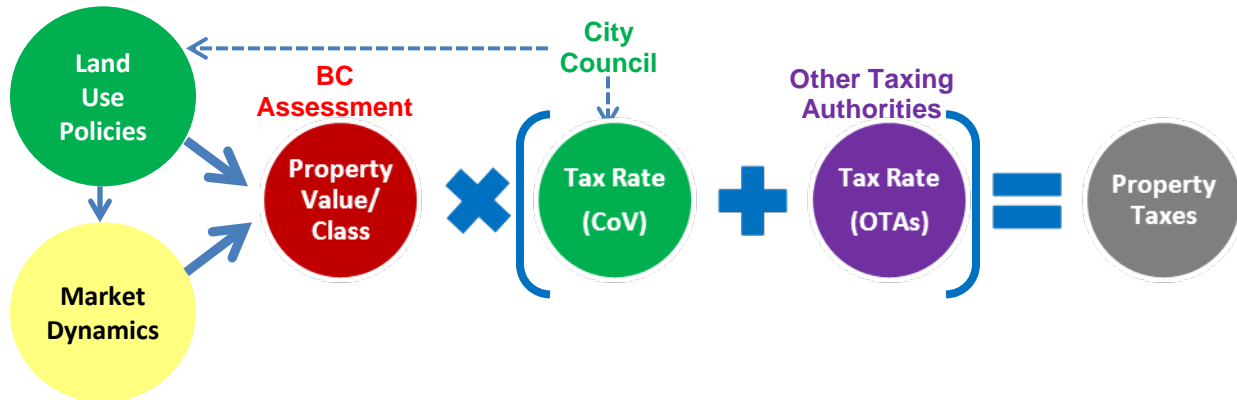 Land
Use
Policies
Market
Dynamics
BC
Assessment
Property
Value/
Class
City
Council
Tax Rate
(CoV)
Other Taxing
Authorities
Tax Rate
(OTAs)
Property
Taxes